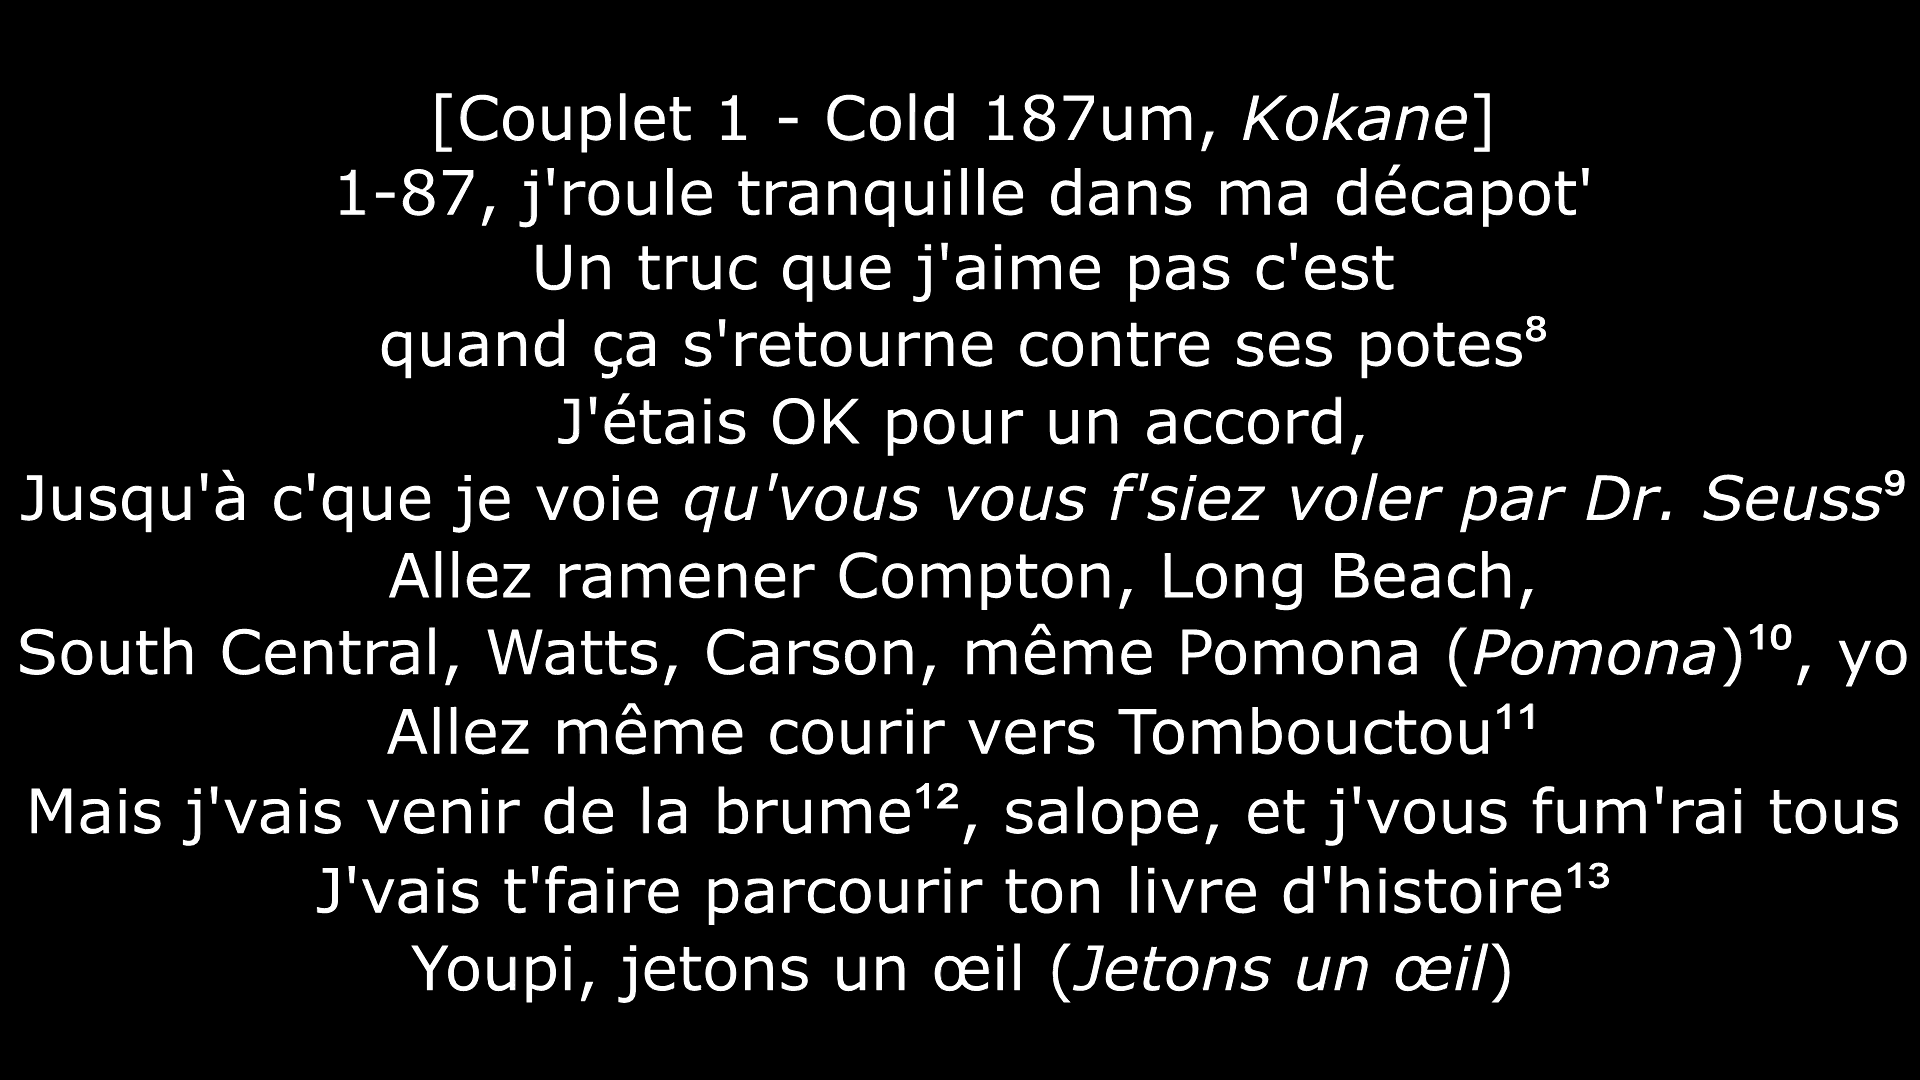 [Couplet 1 - Cold 187um, Kokane]
1-87, j'roule tranquille dans ma décapot'
Un truc que j'aime pas c'est
quand ça s'retourne contre ses potes⁸
J'étais OK pour un accord,
Jusqu'à c'que je voie qu'vous vous f'siez voler par Dr. Seuss⁹
Allez ramener Compton, Long Beach,
South Central, Watts, Carson, même Pomona (Pomona)¹⁰, yo
Allez même courir vers Tombouctou¹¹
Mais j'vais venir de la brume¹², salope, et j'vous fum'rai tous
J'vais t'faire parcourir ton livre d'histoire¹³
Youpi, jetons un œil (Jetons un œil)